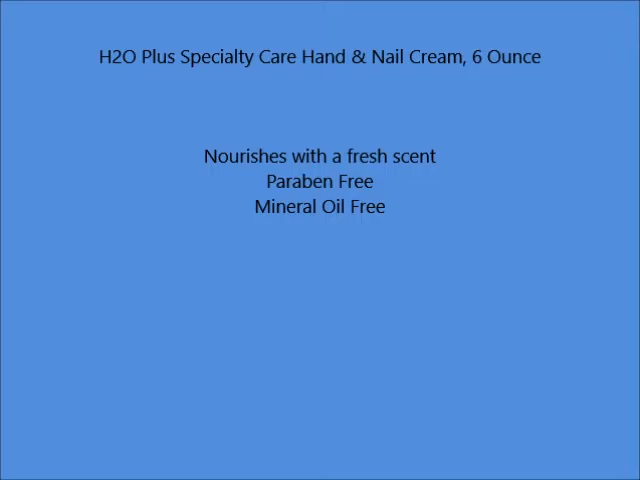 H2O Plus Specialty Care Hand & Nail Cream, 6 Ounce
Nourishes with a fresh scent
Paraben Free
Mineral Oil Free